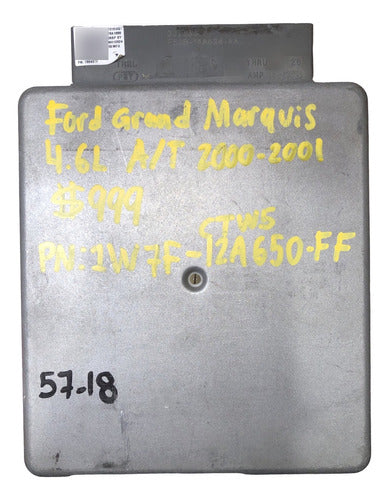 Ford Grand Marquis
4.6L A/T 2000-2001
$999
CTW5
PN:1W7F-12A650-FF
57-18